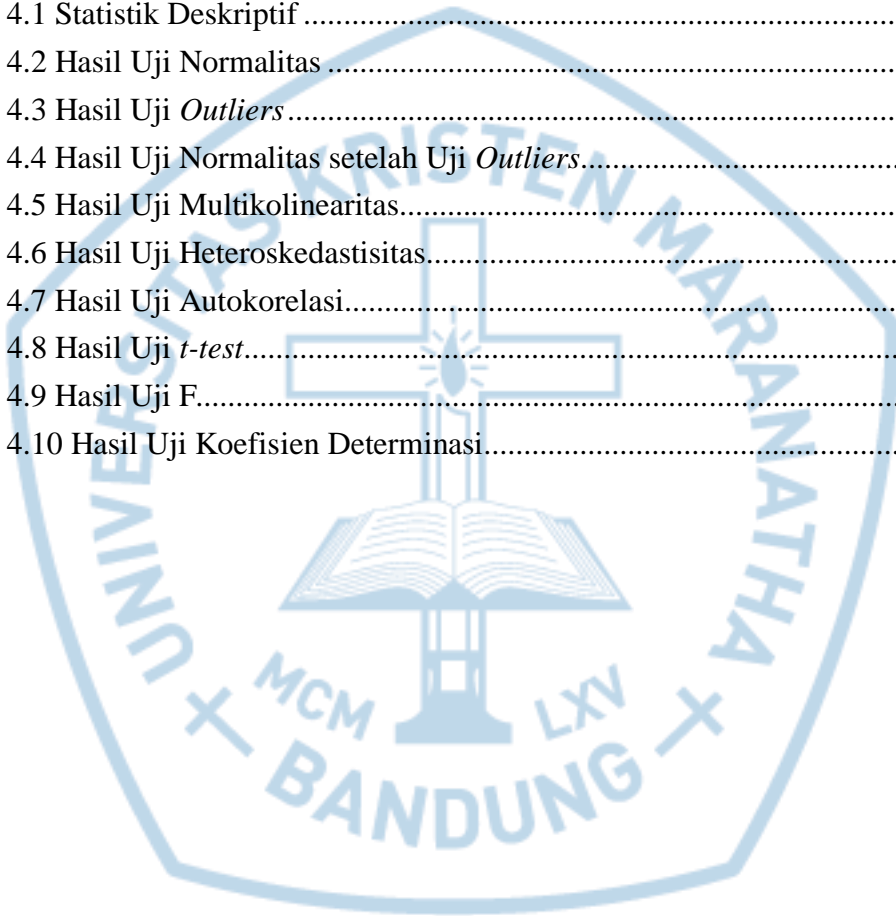 4.1 Statistik Deskriptif ........................................................................
4.2 Hasil Uji Normalitas .....................................................................
4.3 Hasil Uji Outliers..........................................................................
4.4 Hasil Uji Normalitas setelah Uji Outliers.......................................
4.5 Hasil Uji Multikolinearitas............................................................
4.6 Hasil Uji Heteroskedastisitas.........................................................
4.7 Hasil Uji Autokorelasi...................................................................
4.8 Hasil Uji t-test...............................................................................
4.9 Hasil Uji F.....................................................................................
4.10 Hasil Uji Koefisien Determinasi..................................................
UNIVERSITAS KRISTEN MARANATHA
MCM LXV
BANDUNG